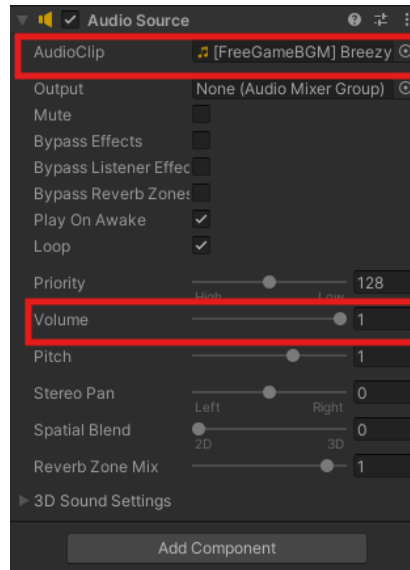 Audio Source
AudioClip [FreeGameBGM] Breezy
Output None (Audio Mixer Group)
Mute
Bypass Effects
Bypass Listener Effec
Bypass Reverb Zones
Play On Awake
Loop
Priority 128
High Low
Volume 1
Pitch 1
Stereo Pan 0
Left Right
Spatial Blend 0
2D 3D
Reverb Zone Mix 1
3D Sound Settings
Add Component